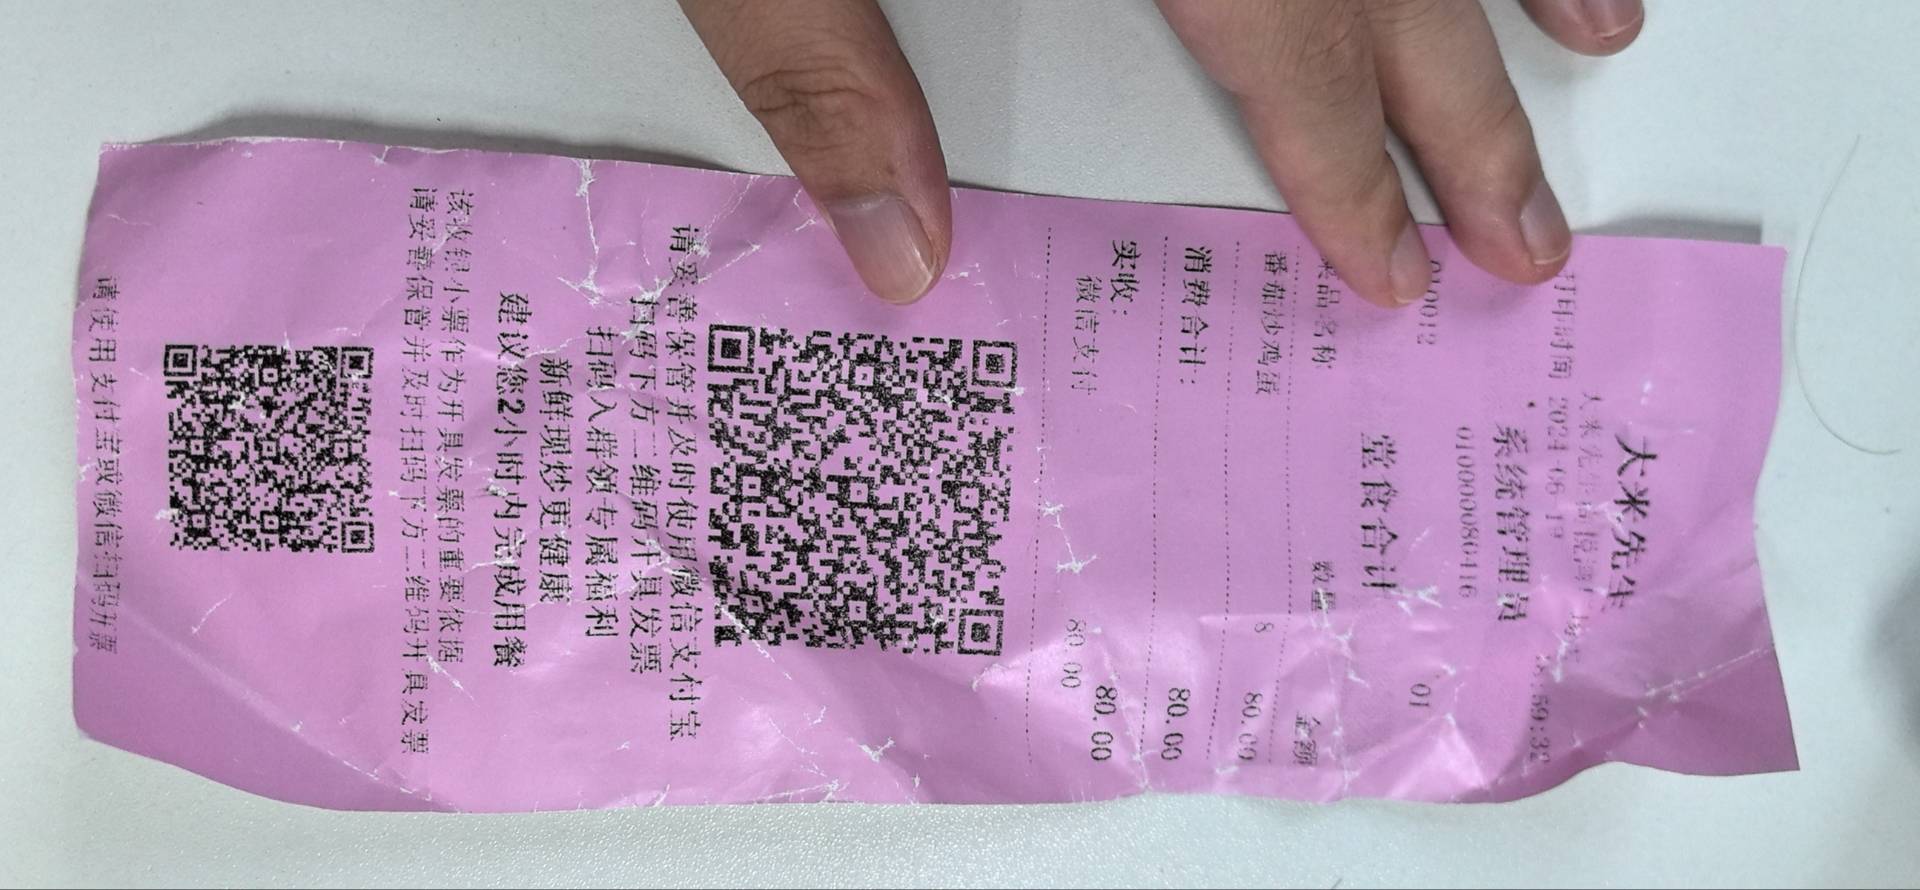 大米先生
系统管理员
打印时间 2024-06-1 :59:32
010000080416
010012 01
堂食合计
菜品名称 数量 金额
番茄炒鸡蛋 8 80.00
消费合计: 80.00
实收: 80.00
微信支付 80.00
请妥善保管并及时使用微信支付宝
扫码下方二维码开具发票
扫码入群领专属福利
新鲜现炒更健康
建议您2小时内完成用餐
该收银小票作为开具发票的重要依据
请妥善保管并及时扫码下方二维码开具发票
请使用支付宝或微信扫码开票